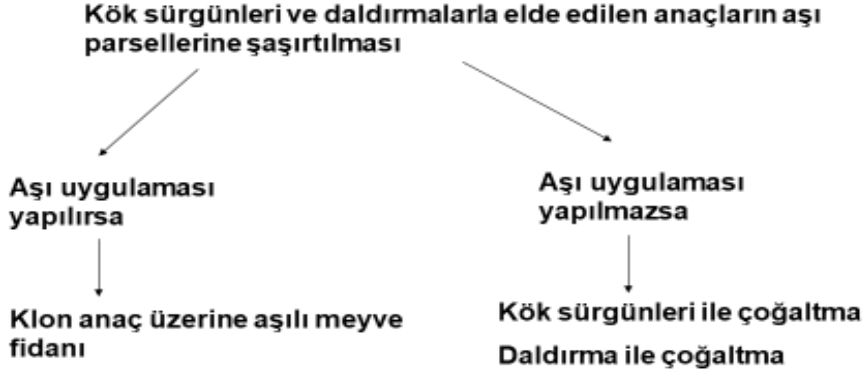 Kök sürgünleri ve daldırmalarla elde edilen anaçların aşı
parsellerine şaşırtılması
Aşı uygulaması
yapılırsa
Aşı uygulaması
yapılmazsa
Klon anaç üzerine aşılı meyve
fidanı
Kök sürgünleri ile çoğaltma
Daldırma ile çoğaltma